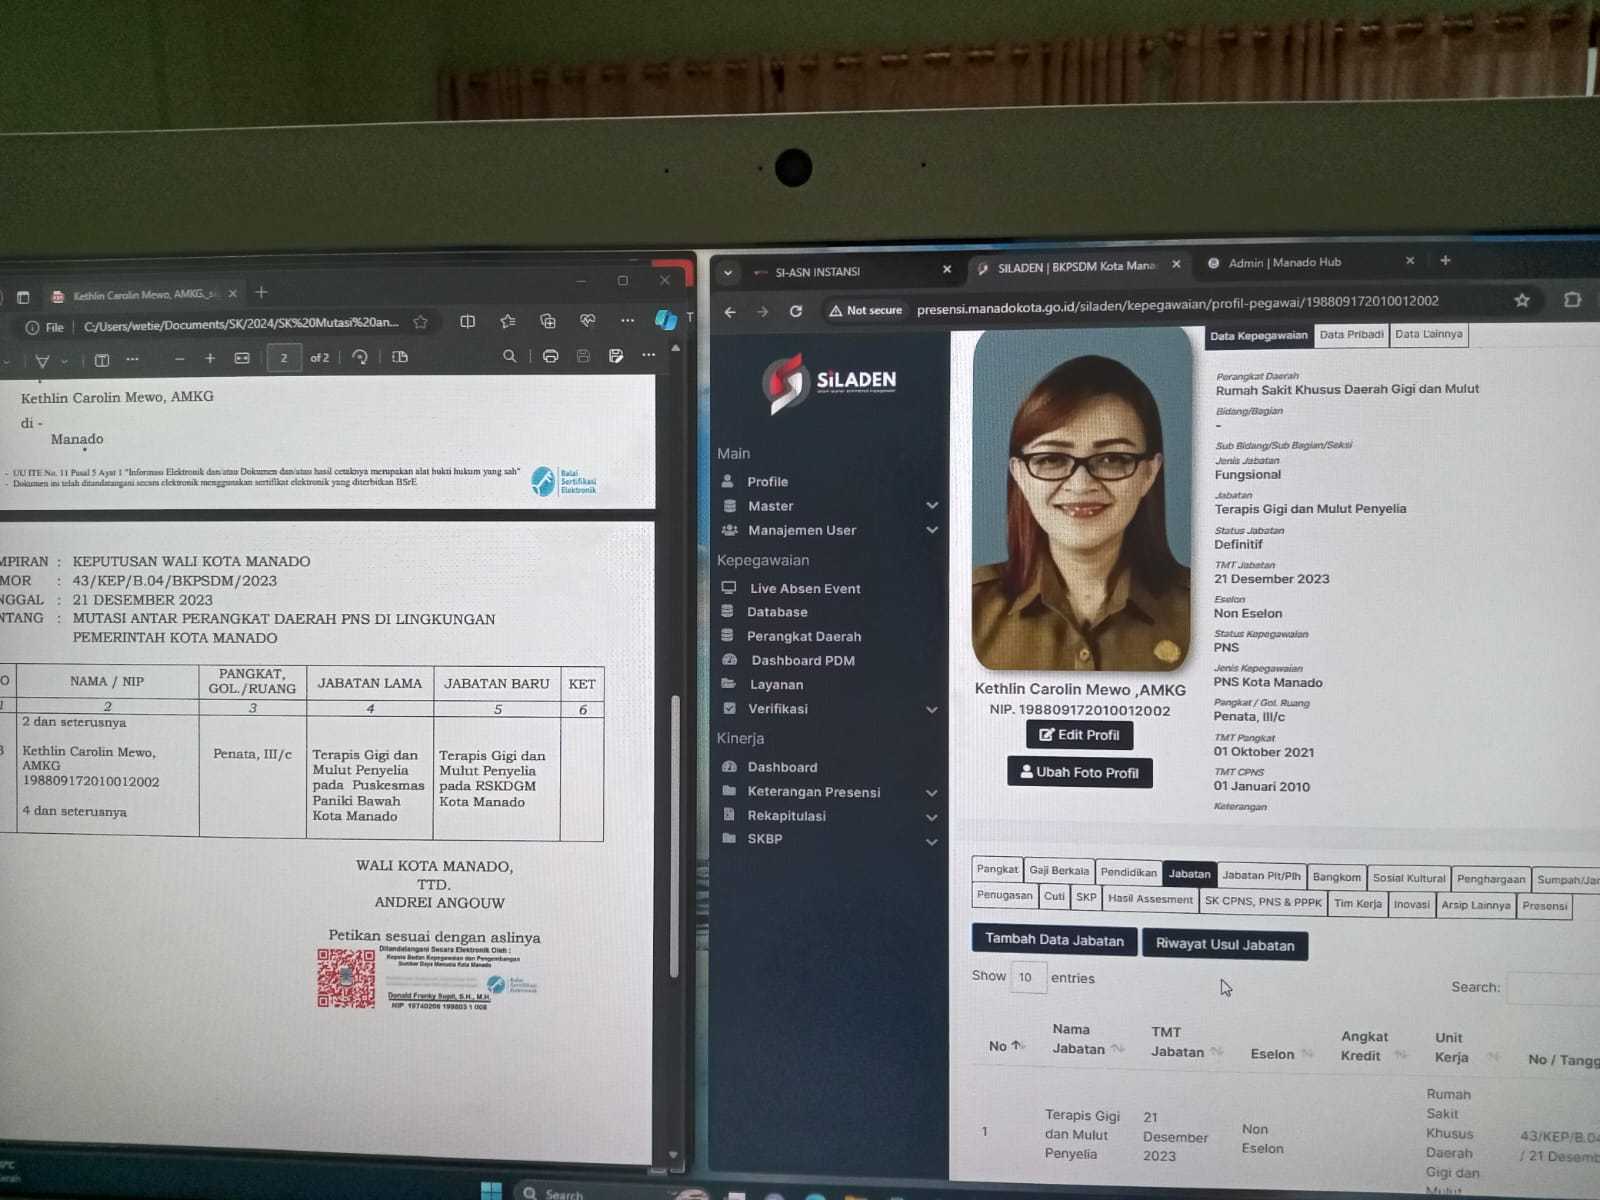 Kethlin Carolin Mewo, AMKG
File
C:/Users/wetie/Documents/SK/2024/SK%20Mutasi%20an...
2 of 2
Kethlin Carolin Mewo, AMKG
di -
Manado
- UU ITE No. 11 Pasal 5 Ayat 1 "Informasi Elektronik dan/atau Dokumen dan/atau hasil cetaknya merupakan alat bukti hukum yang sah"
- Dokumen ini telah ditandatangani secara elektronik menggunakan sertifikat elektronik yang diterbitkan BSrE
Balai
Sertifikasi
Elektronik
MPIRAN : KEPUTUSAN WALI KOTA MANADO
MOR : 43/KEP/B.04/BKPSDM/2023
NGGAL : 21 DESEMBER 2023
NTANG : MUTASI ANTAR PERANGKAT DAERAH PNS DI LINGKUNGAN
PEMERINTAH KOTA MANADO
O NAMA / NIP PANGKAT, GOL./RUANG JABATAN LAMA JABATAN BARU KET
1 2 3 4 5 6
2 dan seterusnya
3 Kethlin Carolin Mewo, Penata, III/c Terapis Gigi dan Terapis Gigi dan
AMKG Mulut Penyelia Mulut Penyelia
198809172010012002 pada Puskesmas pada RSKDGM
Paniki Bawah Kota Manado
4 dan seterusnya Kota Manado
WALI KOTA MANADO,
TTD.
ANDREI ANGOUW
Petikan sesuai dengan aslinya
Ditandatangani Secara Elektronik Oleh :
Kepala Badan Kepegawaian dan Pengembangan
Sumber Daya Manusia Kota Manado
Balai
Sertifikasi
Elektronik
Donald Franky Supit, S.H., M.H.
NIP. 19740206 199803 1 008
Search
SI-ASN INSTANSI
SILADEN | BKPSDM Kota Mana
Admin | Manado Hub
Not secure
presensi.manadokota.go.id/siladen/kepegawaian/profil-pegawai/198809172010012002
SiLADEN
Main
Profile
Master
Manajemen User
Kepegawaian
Live Absen Event
Database
Perangkat Daerah
Dashboard PDM
Layanan
Verifikasi
Kinerja
Dashboard
Keterangan Presensi
Rekapitulasi
SKBP
Kethlin Carolin Mewo ,AMKG
NIP. 198809172010012002
Edit Profil
Ubah Foto Profil
Data Kepegawaian Data Pribadi Data Lainnya
Perangkat Daerah
Rumah Sakit Khusus Daerah Gigi dan Mulut
Bidang/Bagian
-
Sub Bidang/Sub Bagian/Seksi
Jenis Jabatan
Fungsional
Jabatan
Terapis Gigi dan Mulut Penyelia
Status Jabatan
Definitif
TMT Jabatan
21 Desember 2023
Eselon
Non Eselon
Status Kepegawaian
PNS
Jenis Kepegawaian
PNS Kota Manado
Pangkat / Gol. Ruang
Penata, III/c
TMT Pangkat
01 Oktober 2021
TMT CPNS
01 Januari 2010
Keterangan
Pangkat Gaji Berkala Pendidikan Jabatan Jabatan Plt/Plh Bangkom Sosial Kultural Penghargaan Sumpah/Jan
Penugasan Cuti SKP Hasil Assesment SK CPNS, PNS & PPPK Tim Kerja Inovasi Arsip Lainnya Presensi
Tambah Data Jabatan Riwayat Usul Jabatan
Show 10 entries
Search:
No Nama Jabatan TMT Jabatan Eselon Angkat Kredit Unit Kerja No / Tangg
1 Terapis Gigi dan Mulut Penyelia 21 Desember 2023 Non Eselon Rumah Sakit Khusus Daerah Gigi dan Mulut 43/KEP/B.04 / 21 Desemb